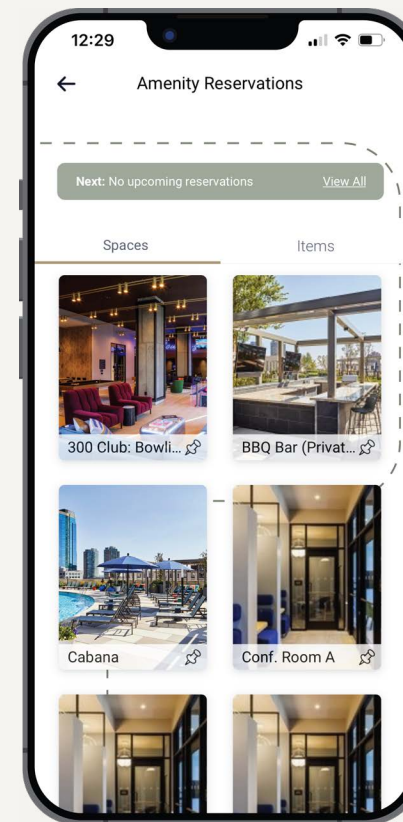 12:29
Amenity Reservations
Next: No upcoming reservations View All
Spaces Items
300 Club: Bowli... BBQ Bar (Privat...
Cabana Conf. Room A